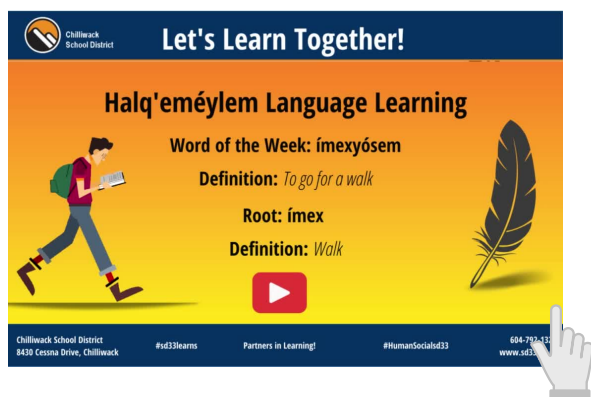 Chilliwack
School District
Let's Learn Together!
Halq'eméylem Language Learning
Word of the Week: ímexyósem
Definition: To go for a walk
Root: ímex
Definition: Walk
Chilliwack School District
8430 Cessna Drive, Chilliwack
#sd33learns
Partners in Learning!
#HumanSocialsd33